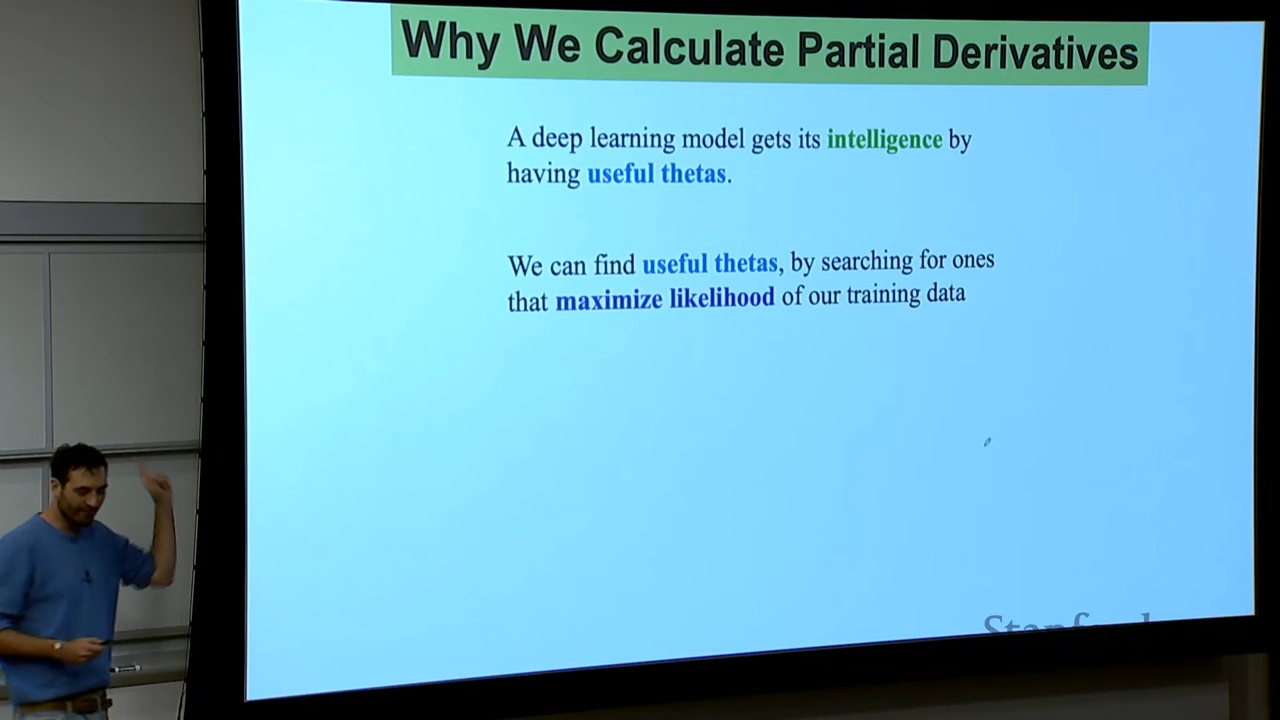 Why We Calculate Partial Derivatives
A deep learning model gets its intelligence by
having useful thetas.
We can find useful thetas, by searching for ones
that maximize likelihood of our training data